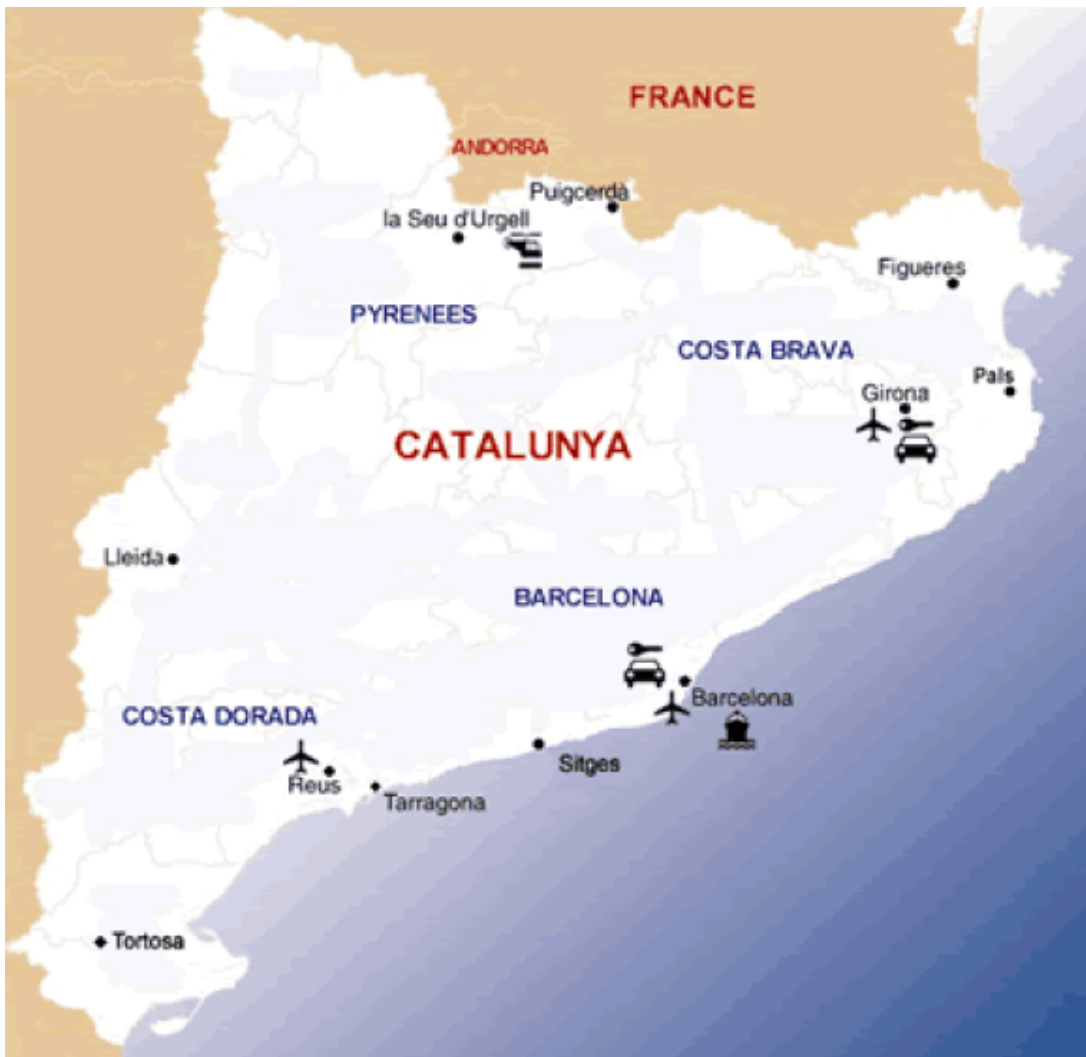 FRANCE
ANDORRA
Puigcerdà
la Seu d'Urgell
Figueres
PYRENEES
COSTA BRAVA
Pals
Girona
CATALUNYA
Lleida
BARCELONA
Barcelona
COSTA DORADA
Sitges
Reus
Tarragona
Tortosa